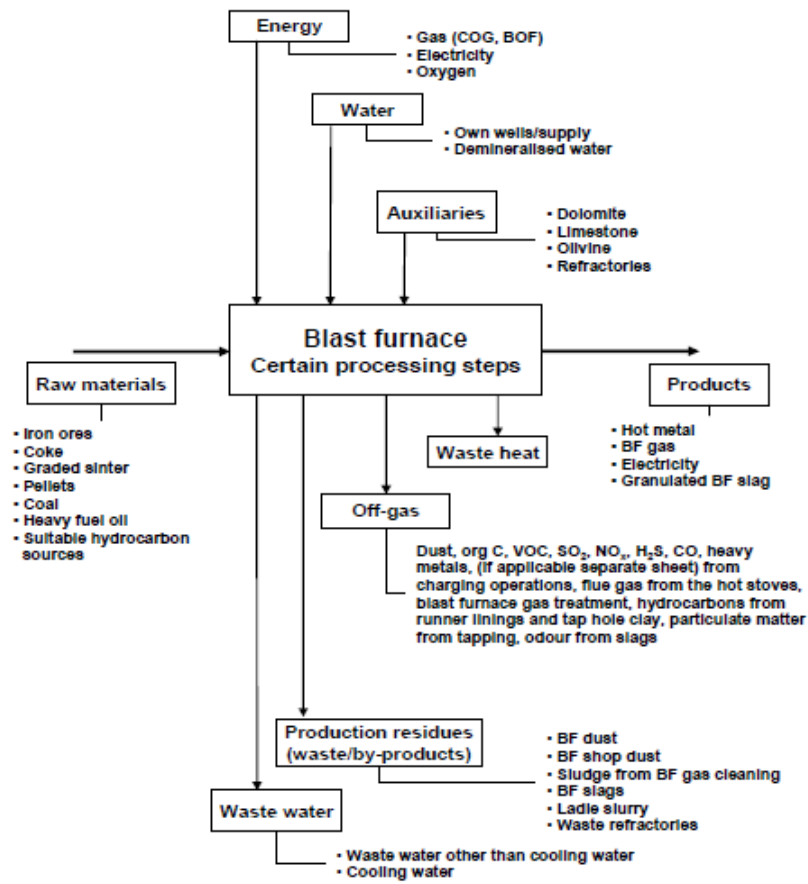 Energy
▪ Gas (COG, BOF)
▪ Electricity
▪ Oxygen
Water
▪ Own wells/supply
▪ Demineralised water
Auxiliaries
▪ Dolomite
▪ Limestone
▪ Olivine
▪ Refractories
Blast furnace
Certain processing steps
Raw materials
▪ Iron ores
▪ Coke
▪ Graded sinter
▪ Pellets
▪ Coal
▪ Heavy fuel oil
▪ Suitable hydrocarbon
sources
Products
▪ Hot metal
▪ BF gas
▪ Electricity
▪ Granulated BF slag
Waste heat
Off-gas
Dust, org C, VOC, SO₂, NOₓ, H₂S, CO, heavy
metals, (if applicable separate sheet) from
charging operations, flue gas from the hot stoves,
blast furnace gas treatment, hydrocarbons from
runner linings and tap hole clay, particulate matter
from tapping, odour from slags
Production residues
(waste/by-products)
▪ BF dust
▪ BF shop dust
▪ Sludge from BF gas cleaning
▪ BF slags
▪ Ladle slurry
▪ Waste refractories
Waste water
▪ Waste water other than cooling water
▪ Cooling water